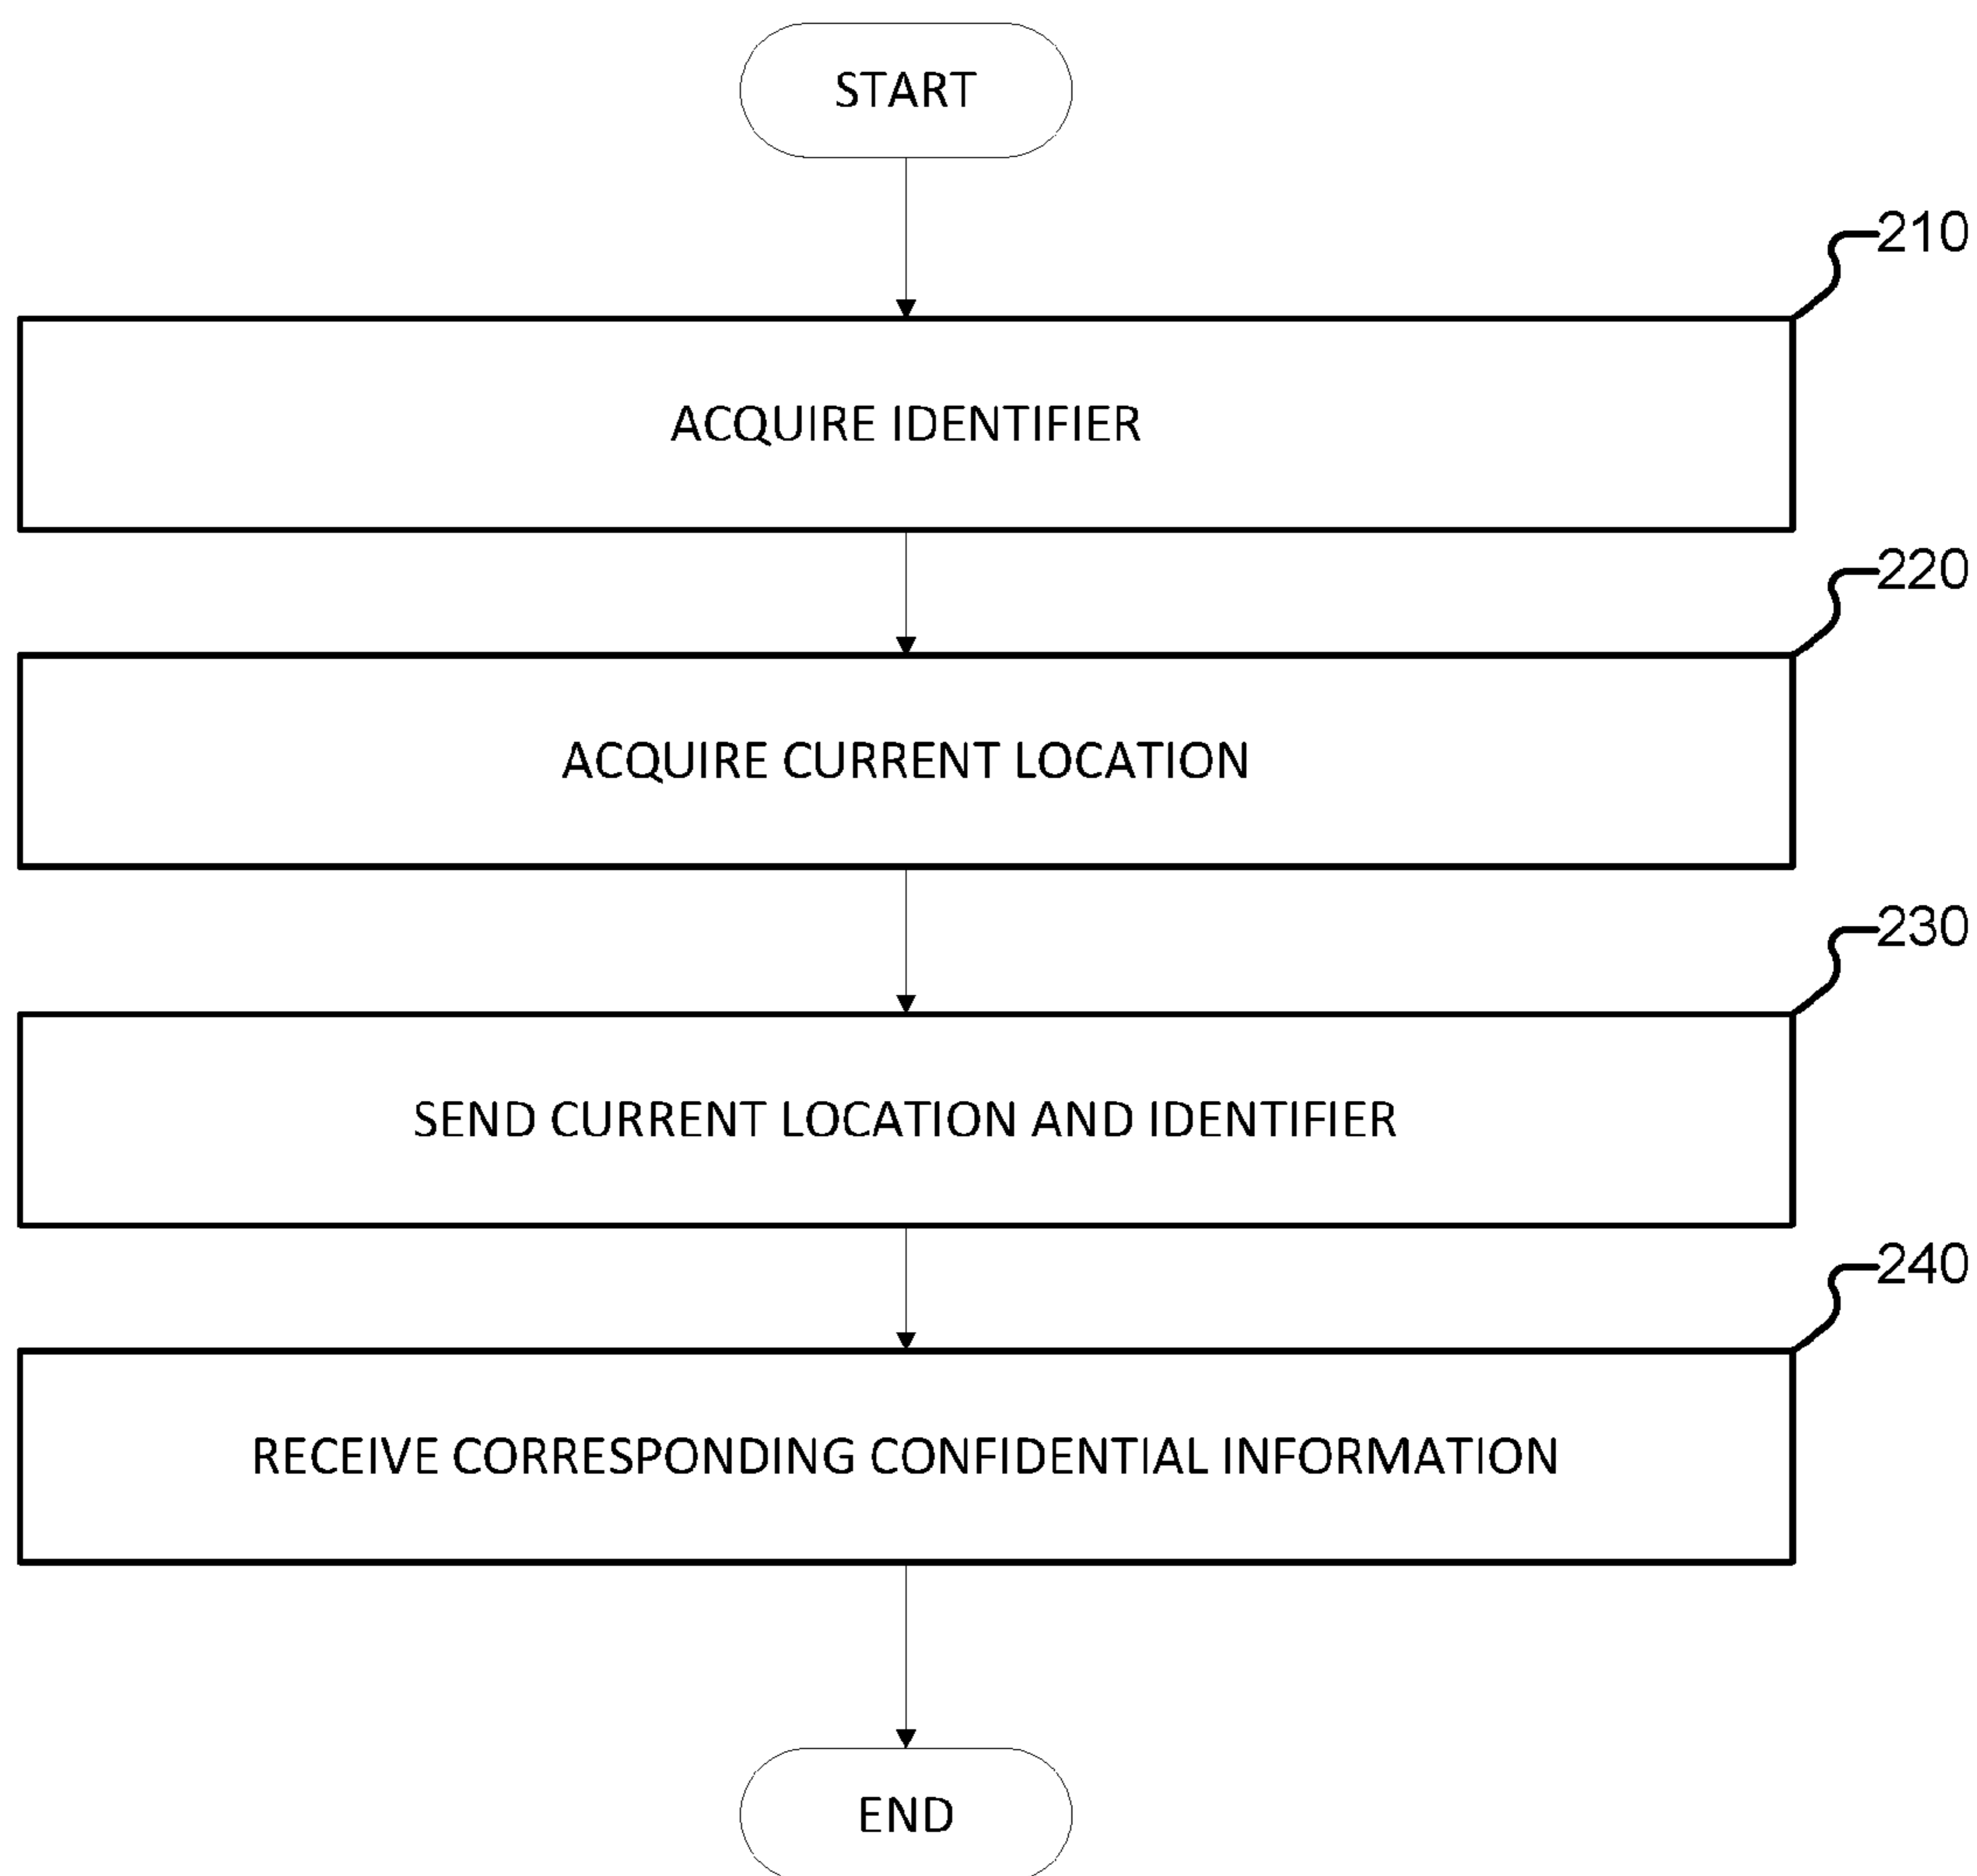 START
210
ACQUIRE IDENTIFIER
220
ACQUIRE CURRENT LOCATION
230
SEND CURRENT LOCATION AND IDENTIFIER
240
RECEIVE CORRESPONDING CONFIDENTIAL INFORMATION
END